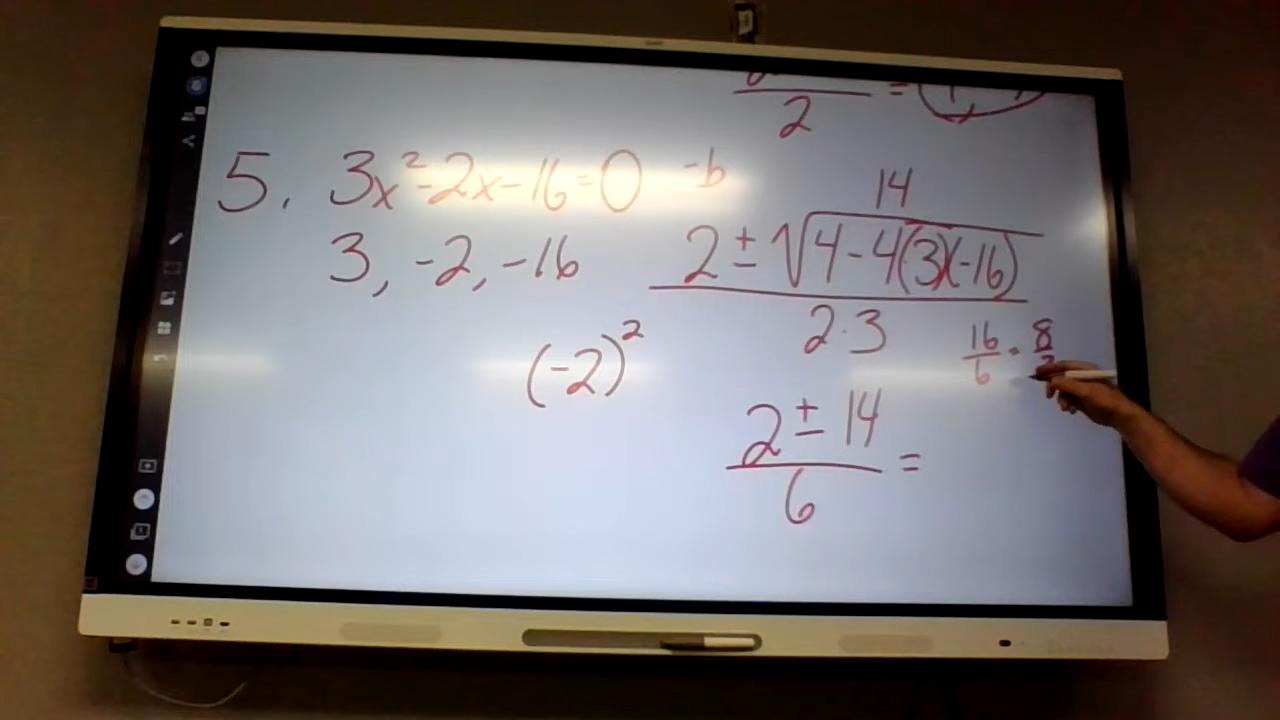 2 =
5. 3x²-2x-16=0 -b
14
3, -2, -16 2 ± √4-4(3)(-16)
2·3
(-2)²
16/6 = 8/
2 ± 14
6 =